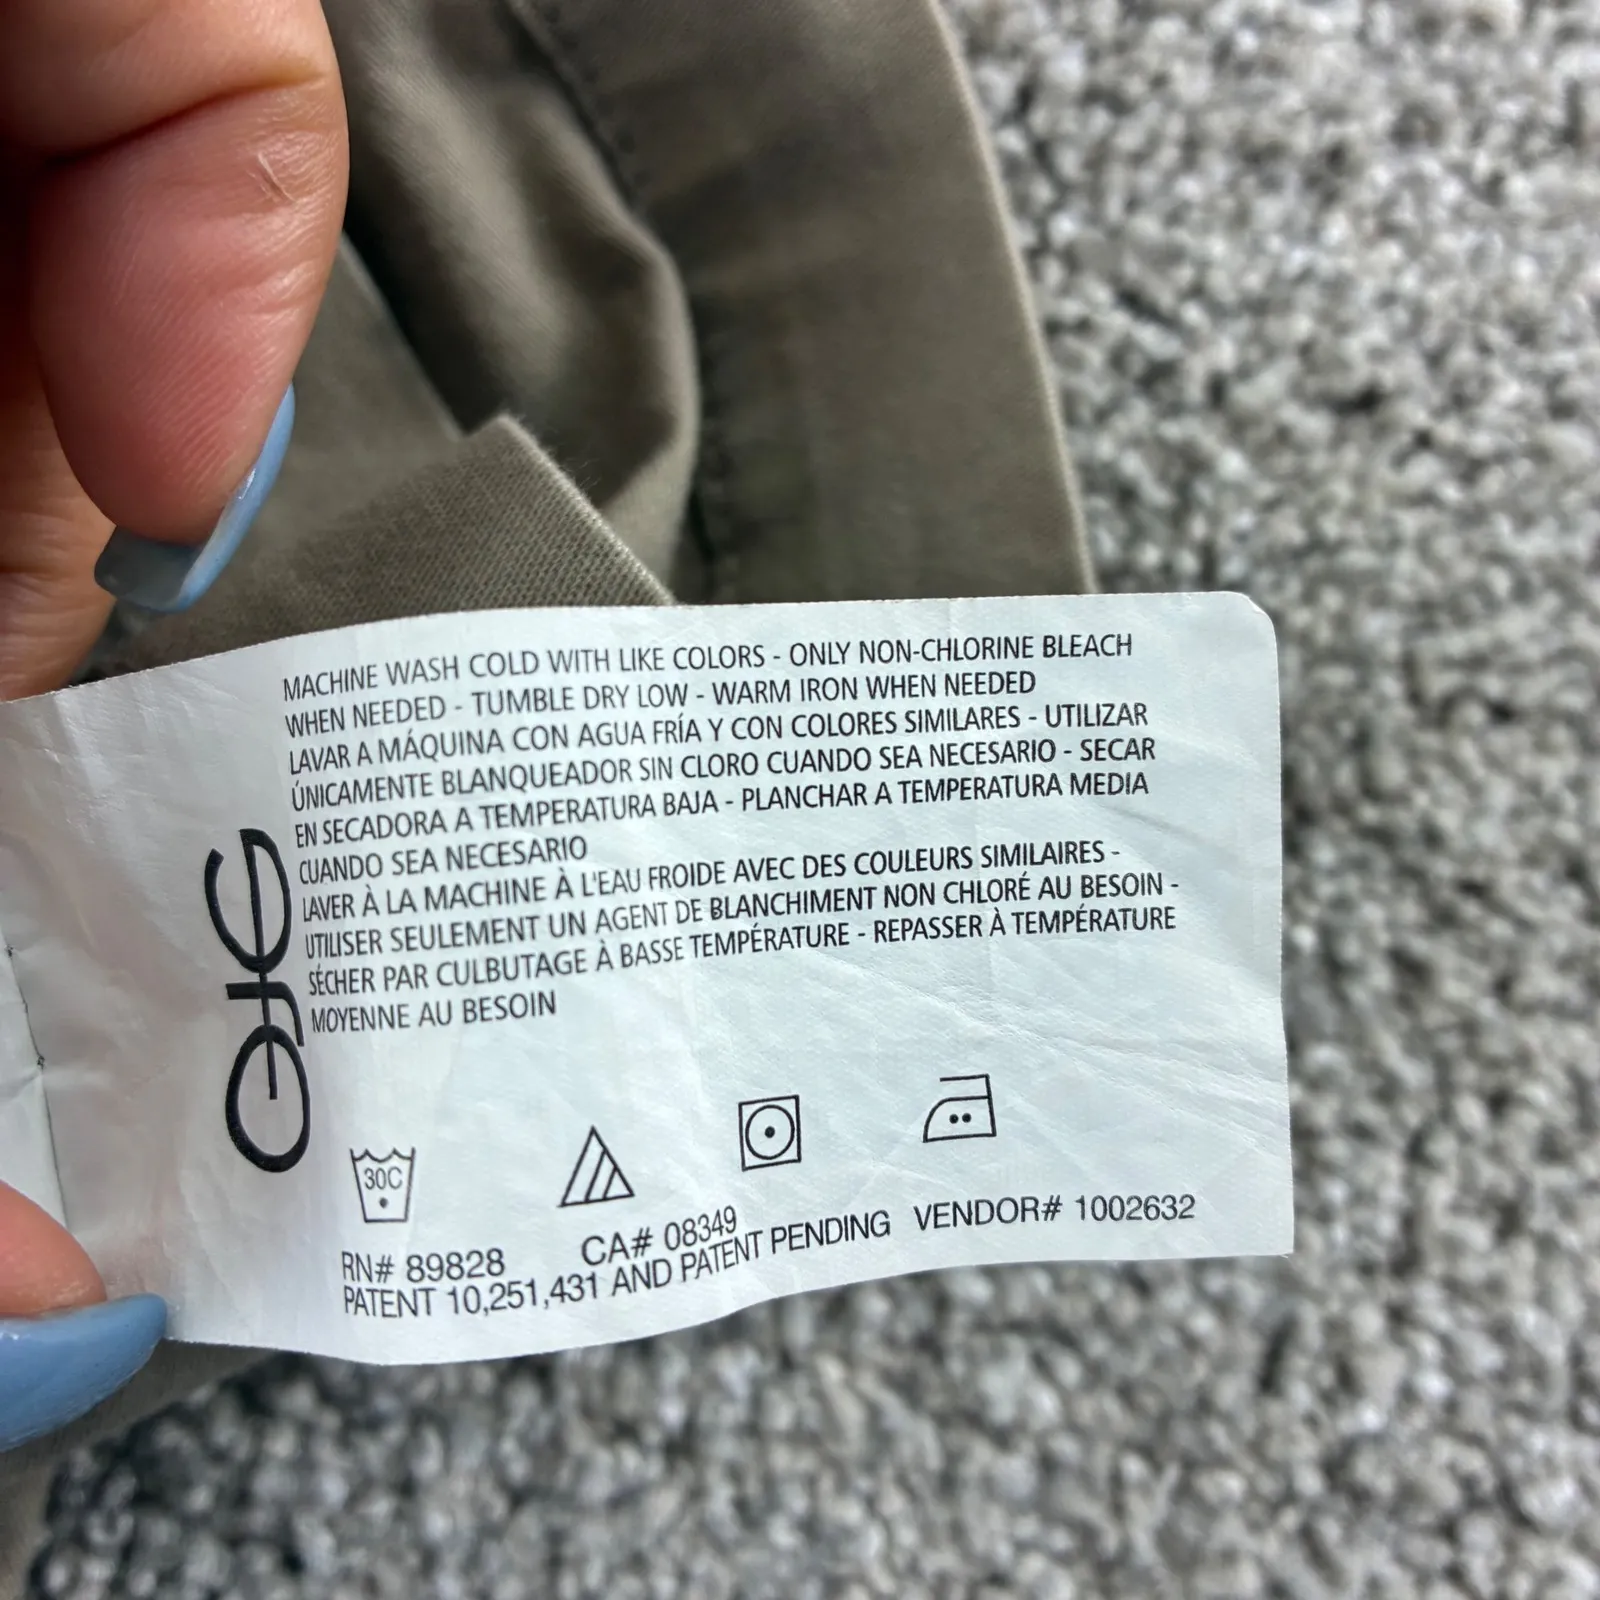 MACHINE WASH COLD WITH LIKE COLORS - ONLY NON-CHLORINE BLEACH
WHEN NEEDED - TUMBLE DRY LOW - WARM IRON WHEN NEEDED
LAVAR A MÁQUINA CON AGUA FRÍA Y CON COLORES SIMILARES - UTILIZAR
ÚNICAMENTE BLANQUEADOR SIN CLORO CUANDO SEA NECESARIO - SECAR
EN SECADORA A TEMPERATURA BAJA - PLANCHAR A TEMPERATURA MEDIA
CUANDO SEA NECESARIO
LAVER À LA MACHINE À L'EAU FROIDE AVEC DES COULEURS SIMILAIRES -
UTILISER SEULEMENT UN AGENT DE BLANCHIMENT NON CHLORÉ AU BESOIN -
SÉCHER PAR CULBUTAGE À BASSE TEMPÉRATURE - REPASSER À TEMPÉRATURE
MOYENNE AU BESOIN
30C
RN# 89828 CA# 08349 VENDOR# 1002632
PATENT 10,251,431 AND PATENT PENDING